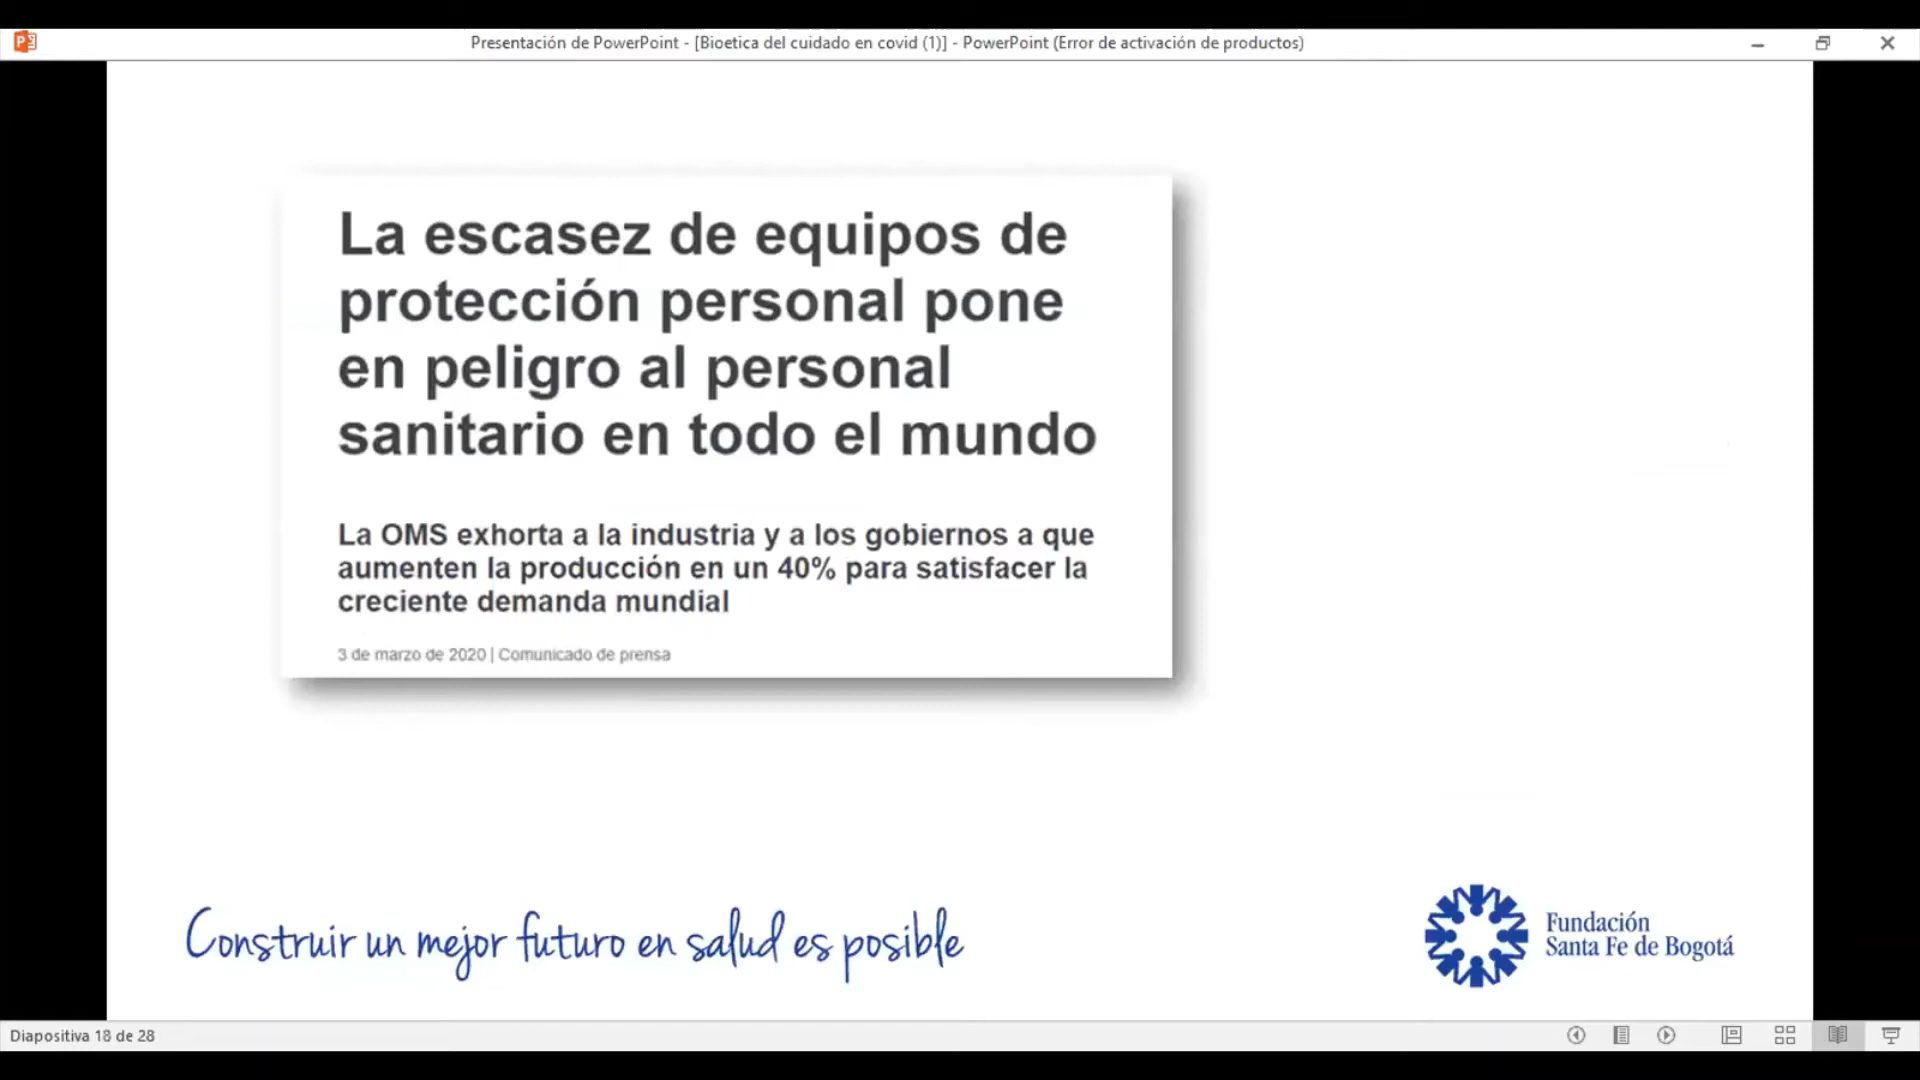 Presentación de PowerPoint - [Bioetica del cuidado en covid (1)] - PowerPoint (Error de activación de productos)
La escasez de equipos de
protección personal pone
en peligro al personal
sanitario en todo el mundo
La OMS exhorta a la industria y a los gobiernos a que
aumenten la producción en un 40% para satisfacer la
creciente demanda mundial
3 de marzo de 2020 | Comunicado de prensa
Construir un mejor futuro en salud es posible
Fundación
Santa Fe de Bogotá
Diapositiva 18 de 28